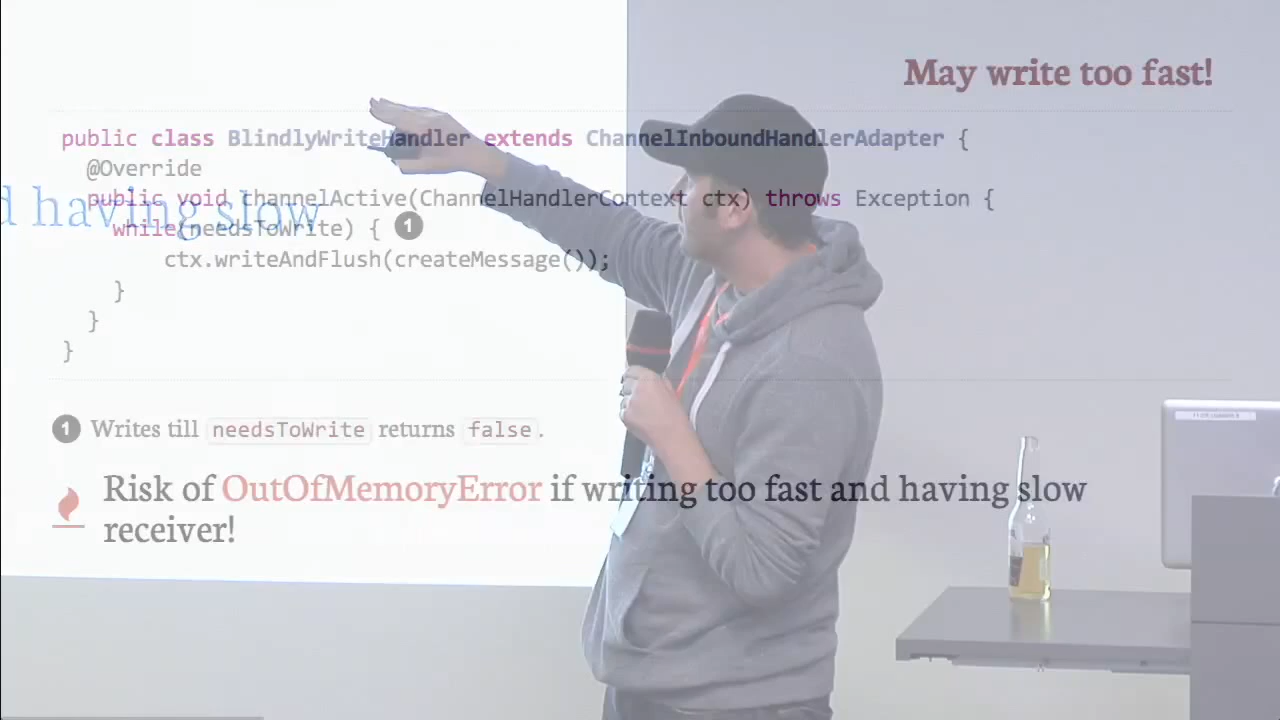 May write too fast!
public class BlindlyWriteHandler extends ChannelInboundHandlerAdapter {
@Override
public void channelActive(ChannelHandlerContext ctx) throws Exception {
d having slow
while(needsToWrite) { 1
ctx.writeAndFlush(createMessage());
}
}
}
1 Writes till needsToWrite returns false.
Risk of OutOfMemoryError if writing too fast and having slow
receiver!